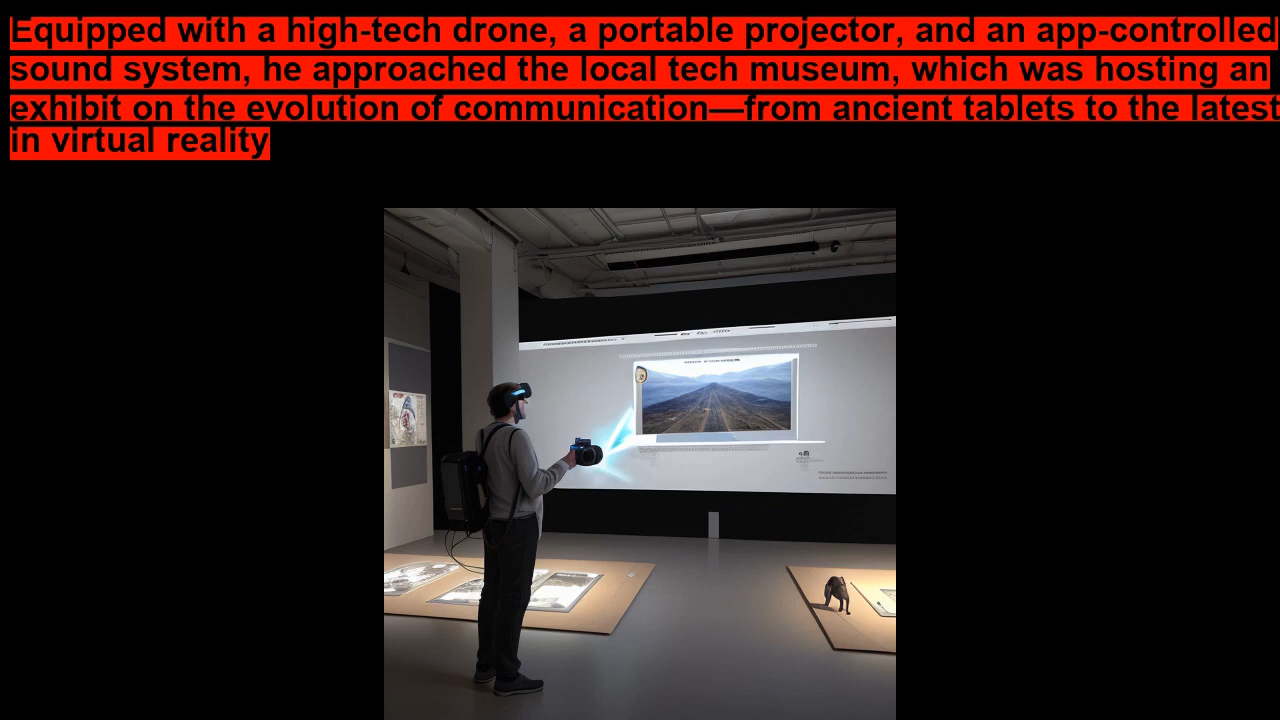 Equipped with a high-tech drone, a portable projector, and an app-controlled
sound system, he approached the local tech museum, which was hosting an
exhibit on the evolution of communication—from ancient tablets to the latest
in virtual reality